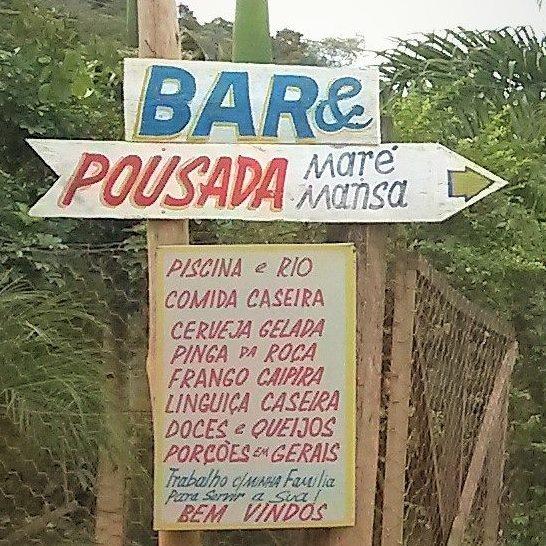 BAR &
POUSADA Maré Mansa
PISCINA e RIO
COMIDA CASEIRA
CERVEJA GELADA
PINGA DA ROCA
FRANGO CAIPIRA
LINGUIÇA CASEIRA
DOCES e QUEIJOS
PORÇÕES EM GERAIS
Trabalho c/MINHA Família
Para Servir a Sua!
BEM VINDOS